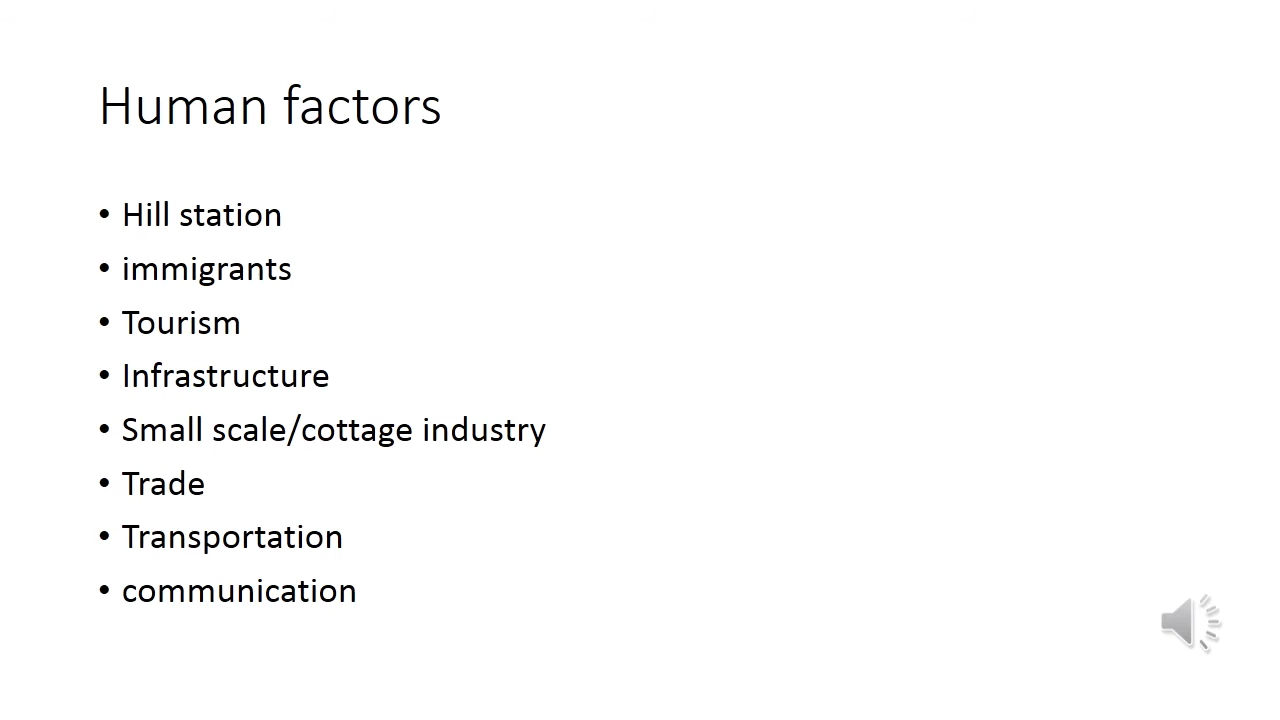 Human factors
• Hill station
• immigrants
• Tourism
• Infrastructure
• Small scale/cottage industry
• Trade
• Transportation
• communication